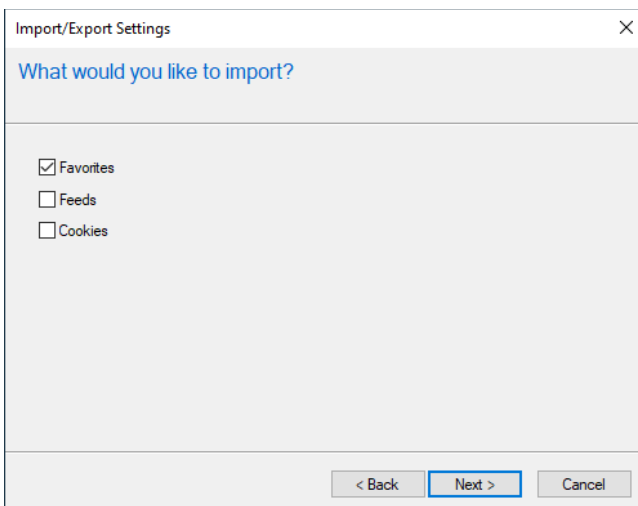 Import/Export Settings
What would you like to import?
Favorites
Feeds
Cookies
< Back Next > Cancel